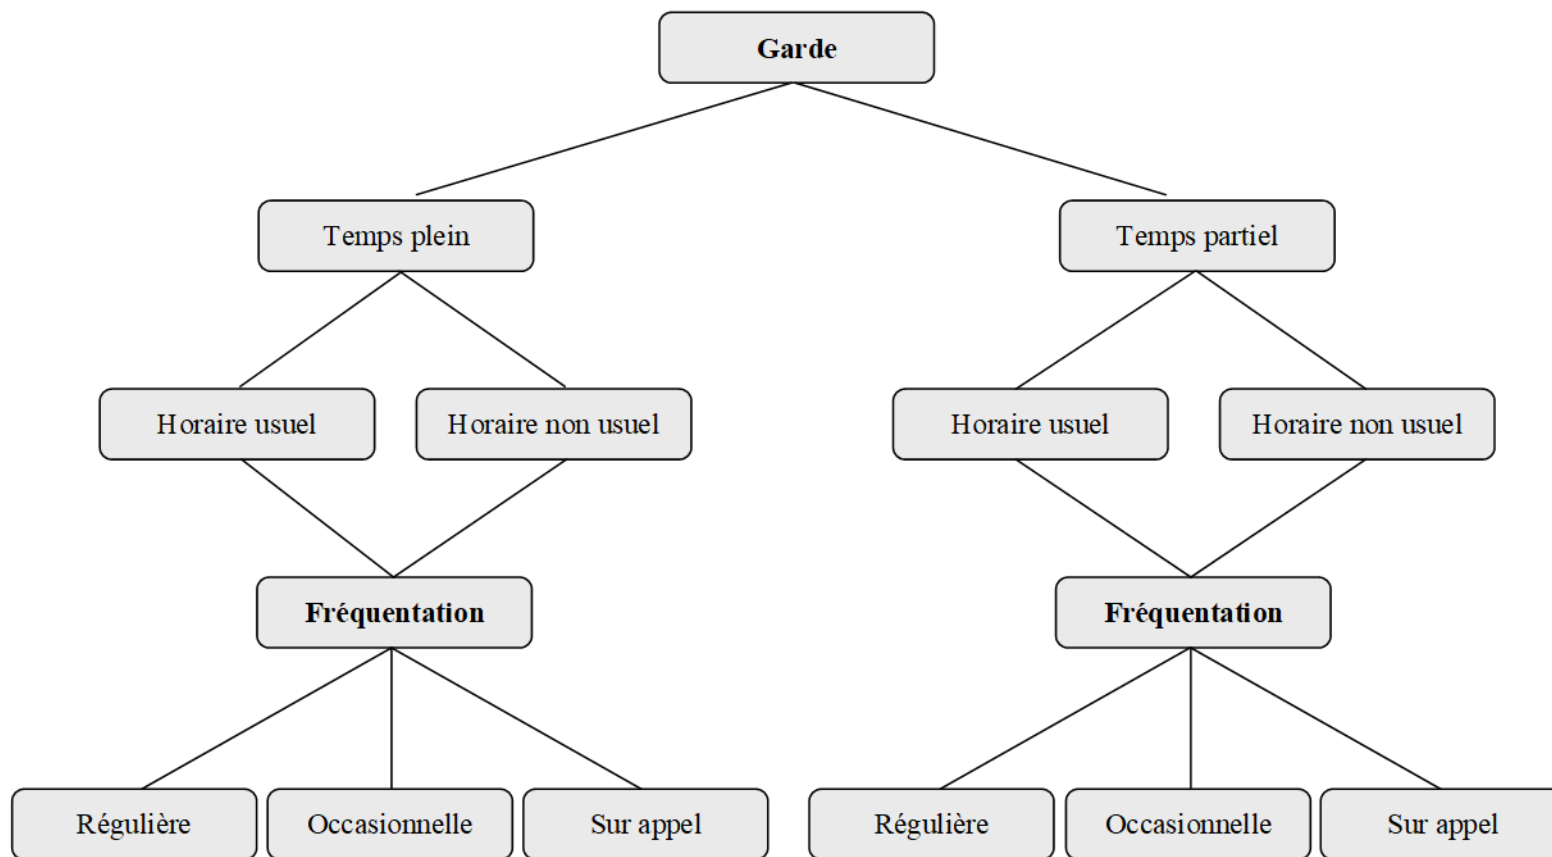 Garde
Temps plein
Temps partiel
Horaire usuel
Horaire non usuel
Horaire usuel
Horaire non usuel
Fréquentation
Fréquentation
Régulière
Occasionnelle
Sur appel
Régulière
Occasionnelle
Sur appel